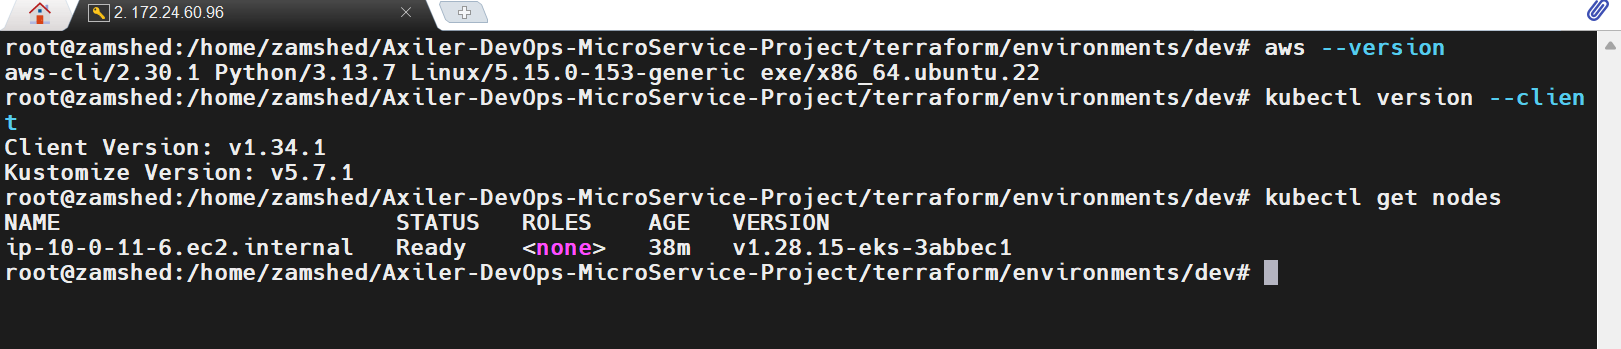 2. 172.24.60.96
root@zamshed:/home/zamshed/Axiler-DevOps-MicroService-Project/terraform/environments/dev# aws --version
aws-cli/2.30.1 Python/3.13.7 Linux/5.15.0-153-generic exe/x86_64.ubuntu.22
root@zamshed:/home/zamshed/Axiler-DevOps-MicroService-Project/terraform/environments/dev# kubectl version --clien
t
Client Version: v1.34.1
Kustomize Version: v5.7.1
root@zamshed:/home/zamshed/Axiler-DevOps-MicroService-Project/terraform/environments/dev# kubectl get nodes
NAME                            STATUS   ROLES    AGE   VERSION
ip-10-0-11-6.ec2.internal   Ready    <none>   38m   v1.28.15-eks-3abbec1
root@zamshed:/home/zamshed/Axiler-DevOps-MicroService-Project/terraform/environments/dev#